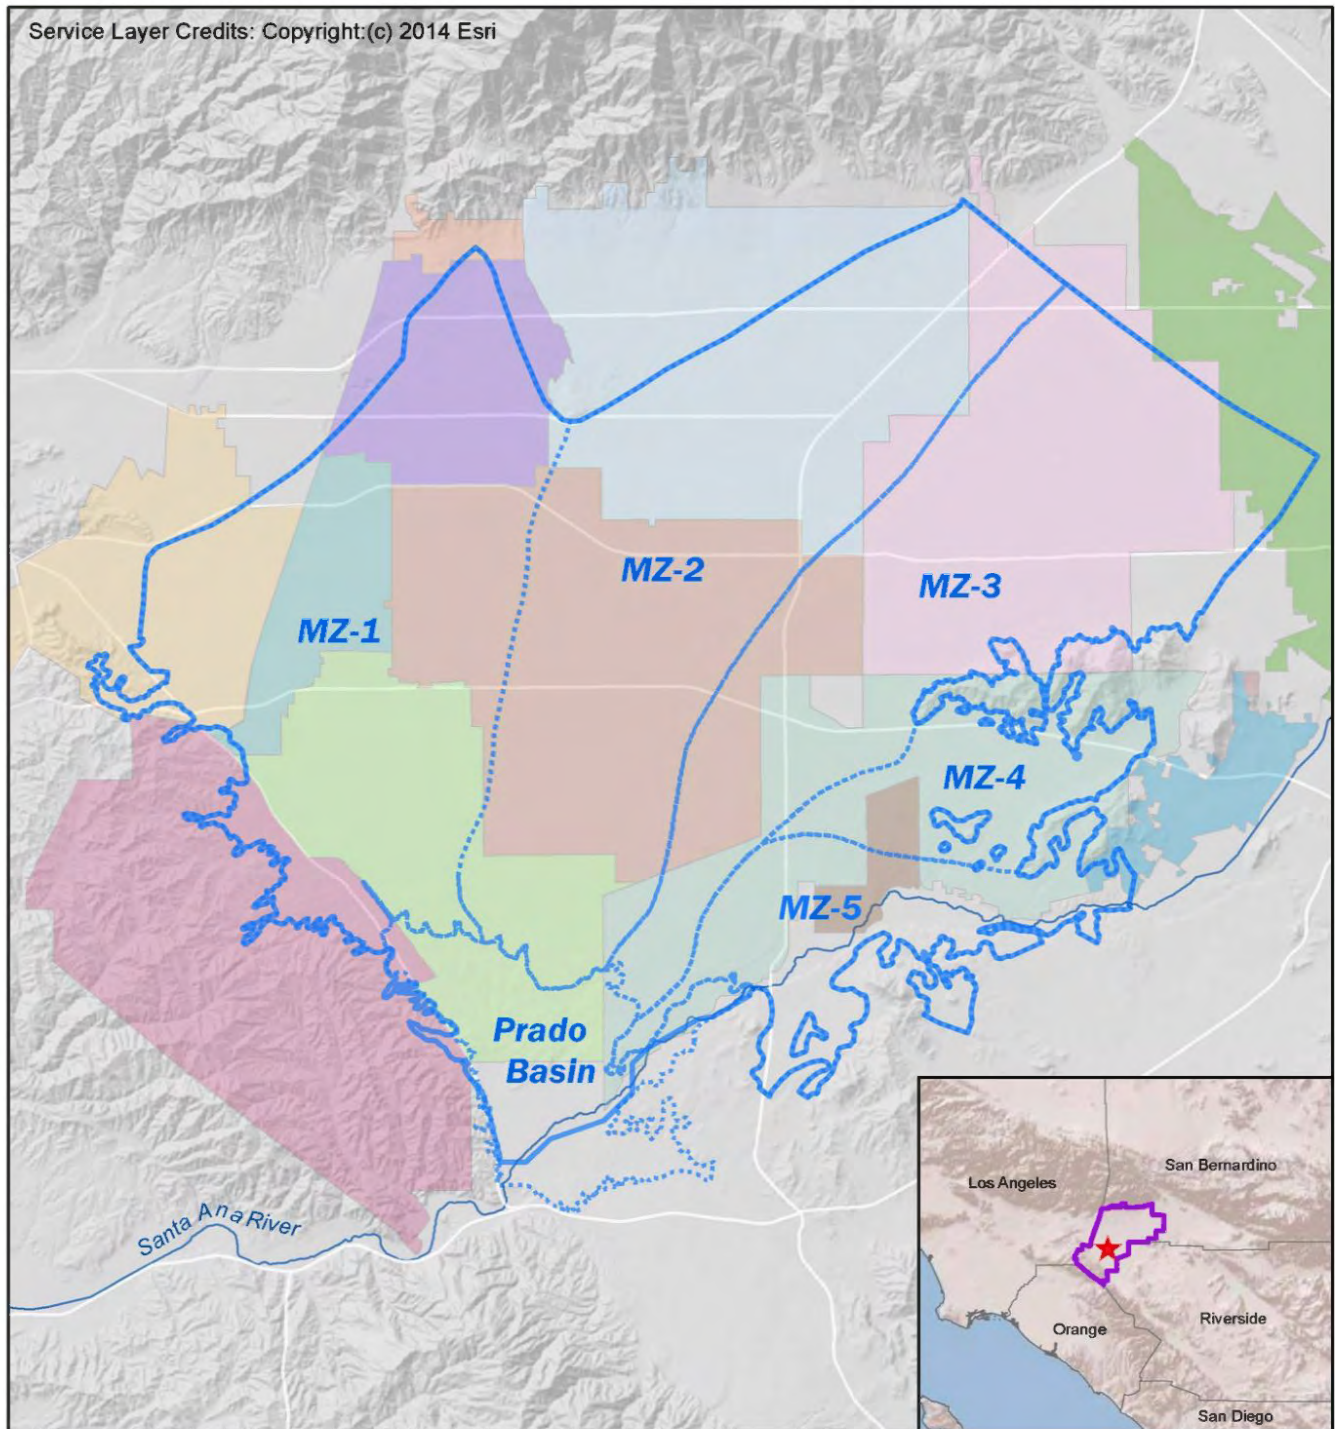 Service Layer Credits: Copyright:(c) 2014 Esri
MZ-2
MZ-3
MZ-1
MZ-4
MZ-5
Prado
Basin
Santa Ana River
San Bernardino
Los Angeles
Riverside
Orange
San Diego